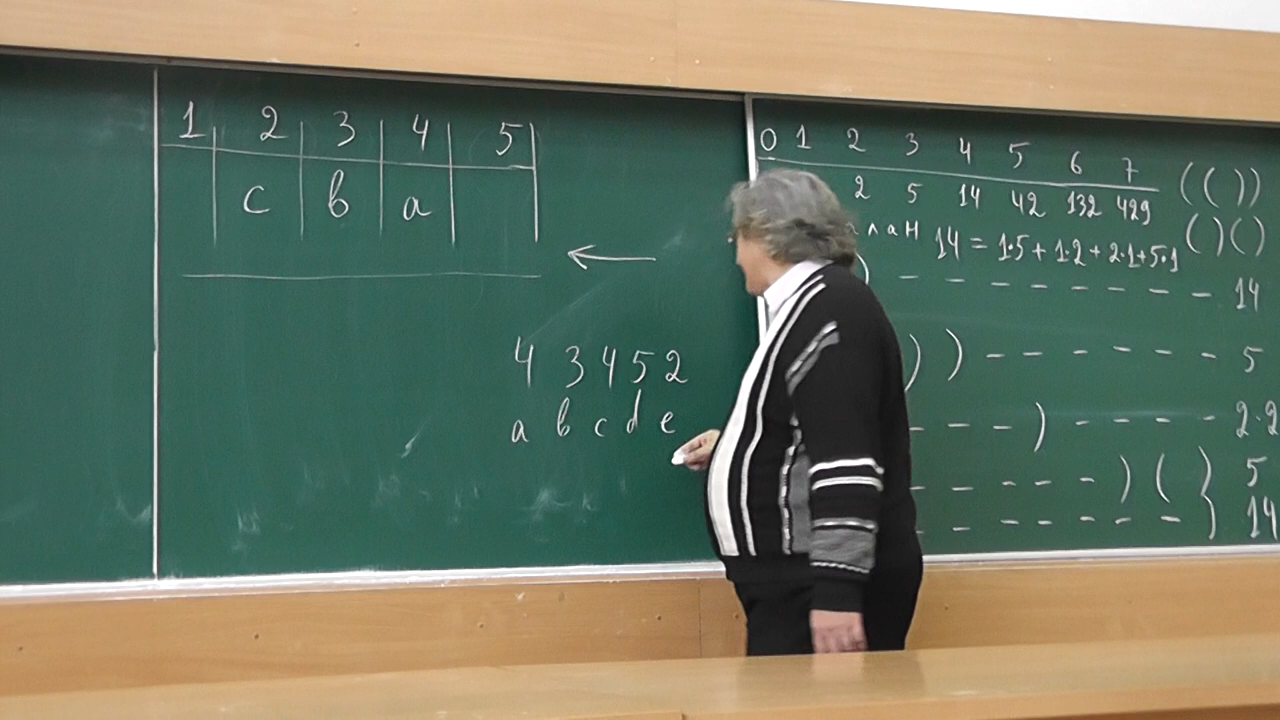 1 2 3 4 5
c b a
←
4 3 4 5 2
a b c d e
0 1 2 3 4 5 6 7
2 5 14 42 132 429
(())
()()
14 = 1·5 + 1·2 + 2·1 + 5·1
) - - - - - - - - 14
) ) - - - - - - 5
- - - ) - - - - 2·2
- - - - - ) ( ) 5
- - - - - - - ) 14